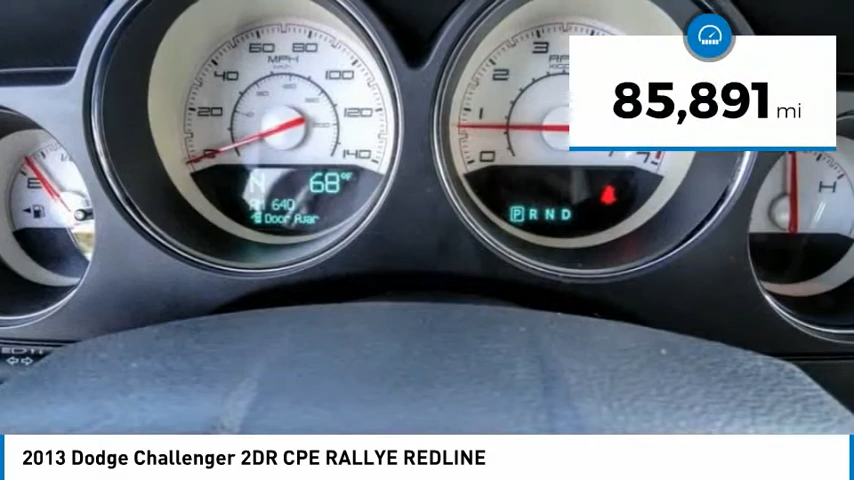 60 80
MPH
40 100
20 120
140
N 68°F
AM 640
Door Ajar
3
2
1
0
P R N D
E
H
85,891 mi
2013 Dodge Challenger 2DR CPE RALLYE REDLINE